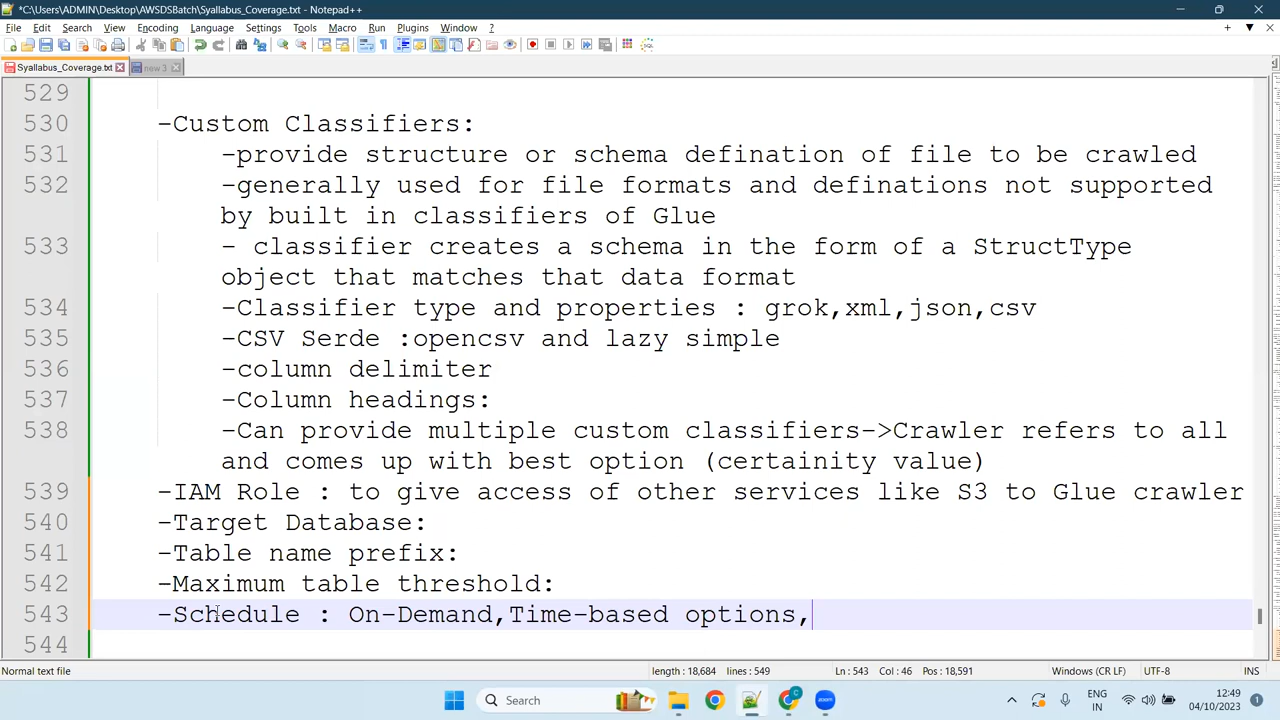 *C:\Users\ADMIN\Desktop\AWSDSBatch\Syallabus_Coverage.txt - Notepad++
File Edit Search View Encoding Language Settings Tools Macro Run Plugins Window ?
Syallabus_Coverage.txt new 3
529
530 -Custom Classifiers:
531 -provide structure or schema defination of file to be crawled
532 -generally used for file formats and definations not supported
by built in classifiers of Glue
533 - classifier creates a schema in the form of a StructType
object that matches that data format
534 -Classifier type and properties : grok,xml,json,csv
535 -CSV Serde :opencsv and lazy simple
536 -column delimiter
537 -Column headings:
538 -Can provide multiple custom classifiers->Crawler refers to all
and comes up with best option (certainity value)
539 -IAM Role : to give access of other services like S3 to Glue crawler
540 -Target Database:
541 -Table name prefix:
542 -Maximum table threshold:
543 -Schedule : On-Demand,Time-based options,
544
Normal text file length : 18,684 lines : 549 Ln : 543 Col : 46 Pos : 18,591 Windows (CR LF) UTF-8 INS
Search ENG IN 12:49 04/10/2023